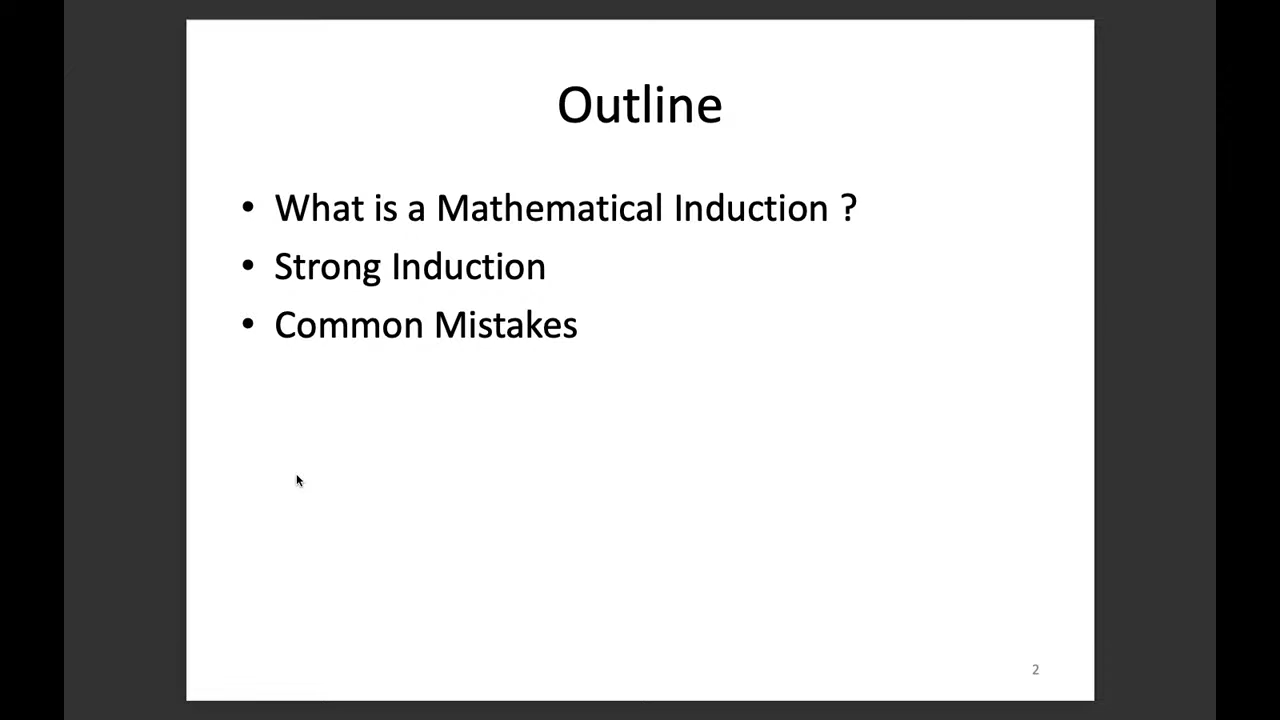 Outline
• What is a Mathematical Induction ?
• Strong Induction
• Common Mistakes
2